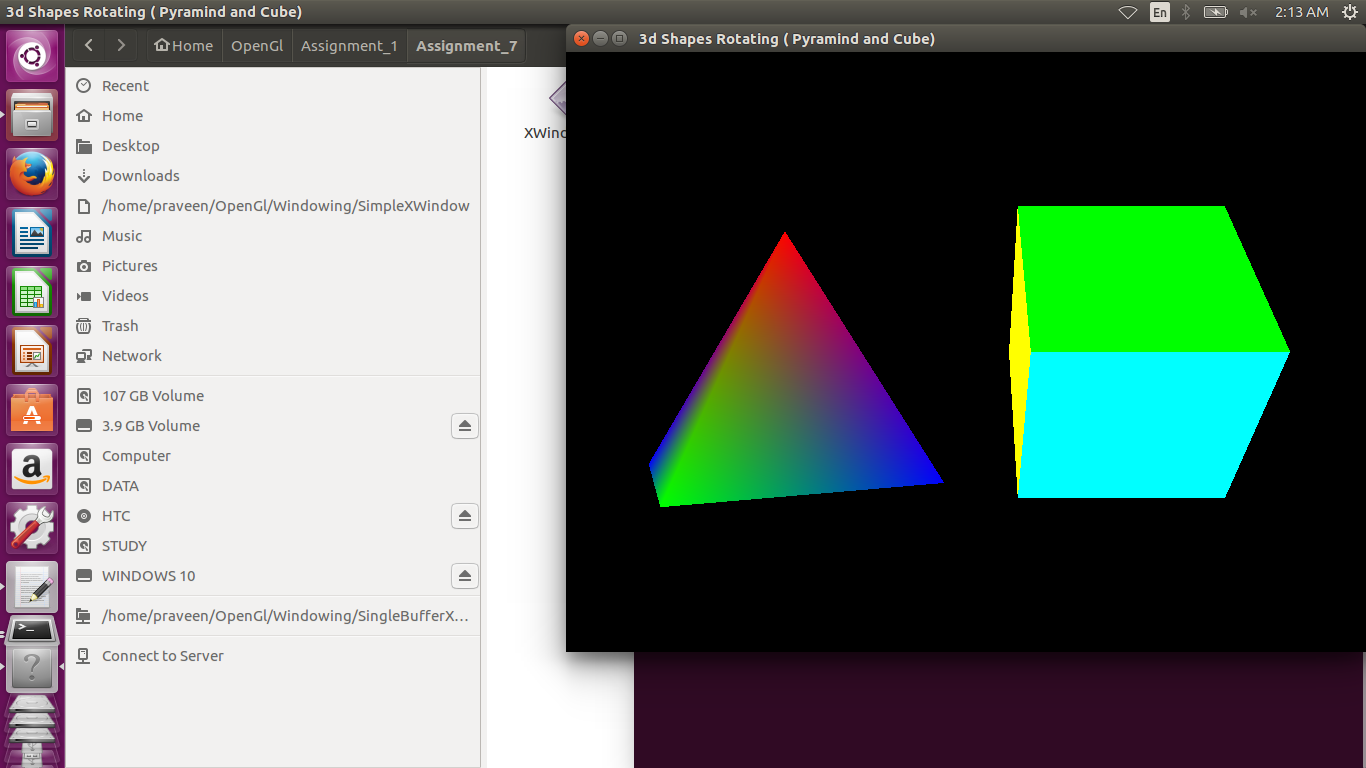 3d Shapes Rotating ( Pyramind and Cube)
En
2:13 AM
Home
OpenGl
Assignment_1
Assignment_7
3d Shapes Rotating ( Pyramind and Cube)
Recent
Home
Desktop
Downloads
/home/praveen/OpenGl/Windowing/SimpleXWindow
Music
Pictures
Videos
Trash
Network
107 GB Volume
3.9 GB Volume
Computer
DATA
HTC
STUDY
WINDOWS 10
/home/praveen/OpenGl/Windowing/SingleBufferX...
Connect to Server
XWind